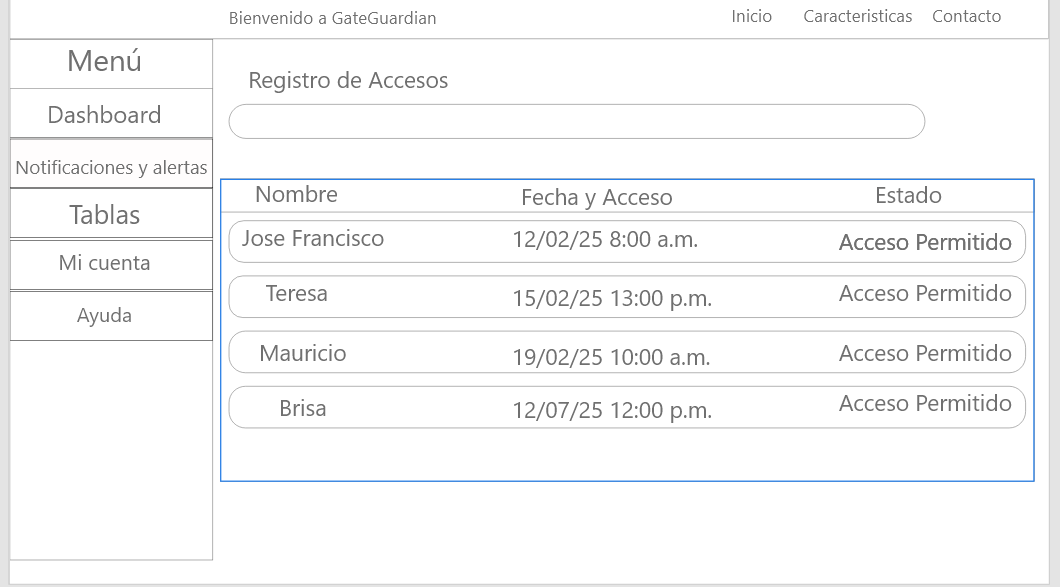 Bienvenido a GateGuardian
Inicio
Caracteristicas
Contacto
Menú
Dashboard
Notificaciones y alertas
Tablas
Mi cuenta
Ayuda
Registro de Accesos
Nombre Fecha y Acceso Estado
Jose Francisco 12/02/25 8:00 a.m. Acceso Permitido
Teresa 15/02/25 13:00 p.m. Acceso Permitido
Mauricio 19/02/25 10:00 a.m. Acceso Permitido
Brisa 12/07/25 12:00 p.m. Acceso Permitido